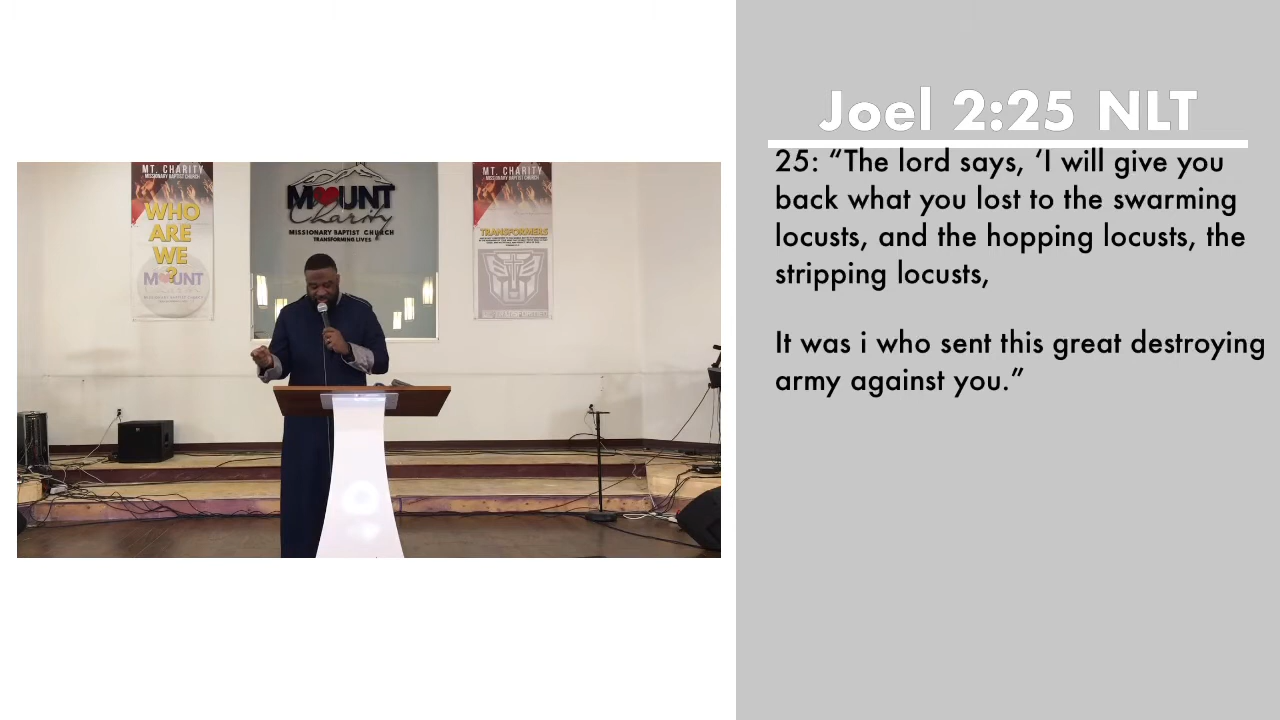 MT. CHARITY
MISSIONARY BAPTIST CHURCH
WHO
ARE
WE
?
MOUNT
MOUNT
Charity
MISSIONARY BAPTIST CHURCH
TRANSFORMING LIVES
MT. CHARITY
MISSIONARY BAPTIST CHURCH
TRANSFORMERS
Joel 2:25 NLT
25: “The lord says, ‘I will give you
back what you lost to the swarming
locusts, and the hopping locusts, the
stripping locusts,
It was i who sent this great destroying
army against you.”